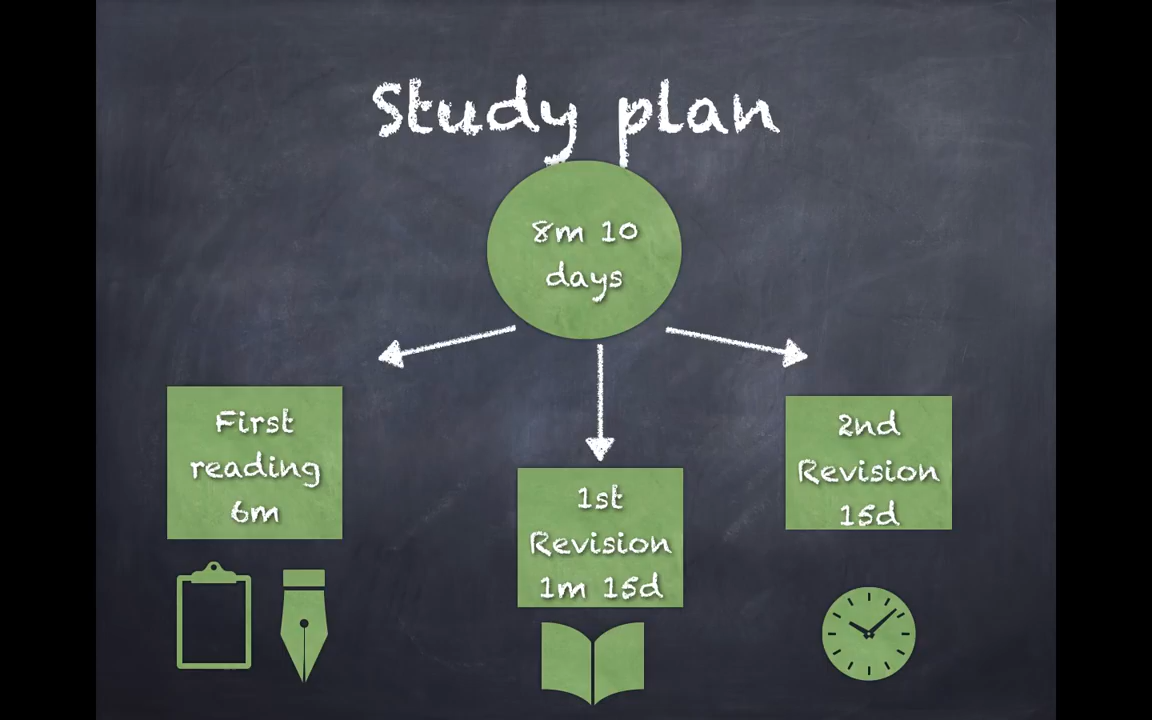 Study plan
8m 10
days
First
reading
6m
1st
Revision
1m 15d
2nd
Revision
15d